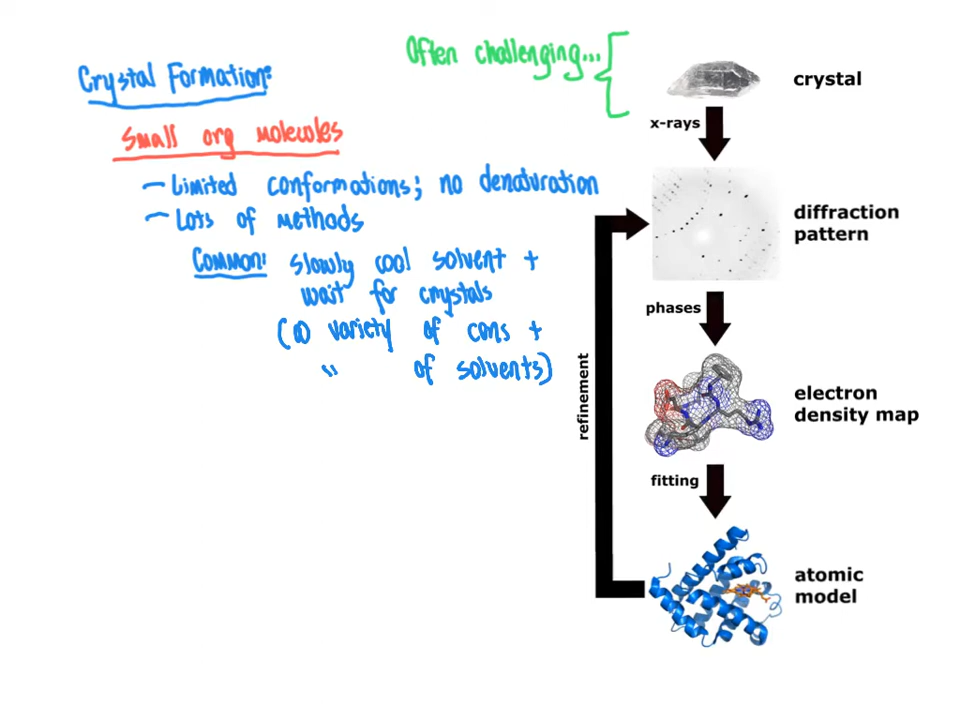 Often challenging...
Crystal Formation:
Small org molecules
- Limited conformations; no denaturation
- Lots of methods
Common: slowly cool solvent +
wait for crystals
(@ variety of cons +
" of solvents)
crystal
x-rays
diffraction
pattern
phases
electron
density map
refinement
fitting
atomic
model